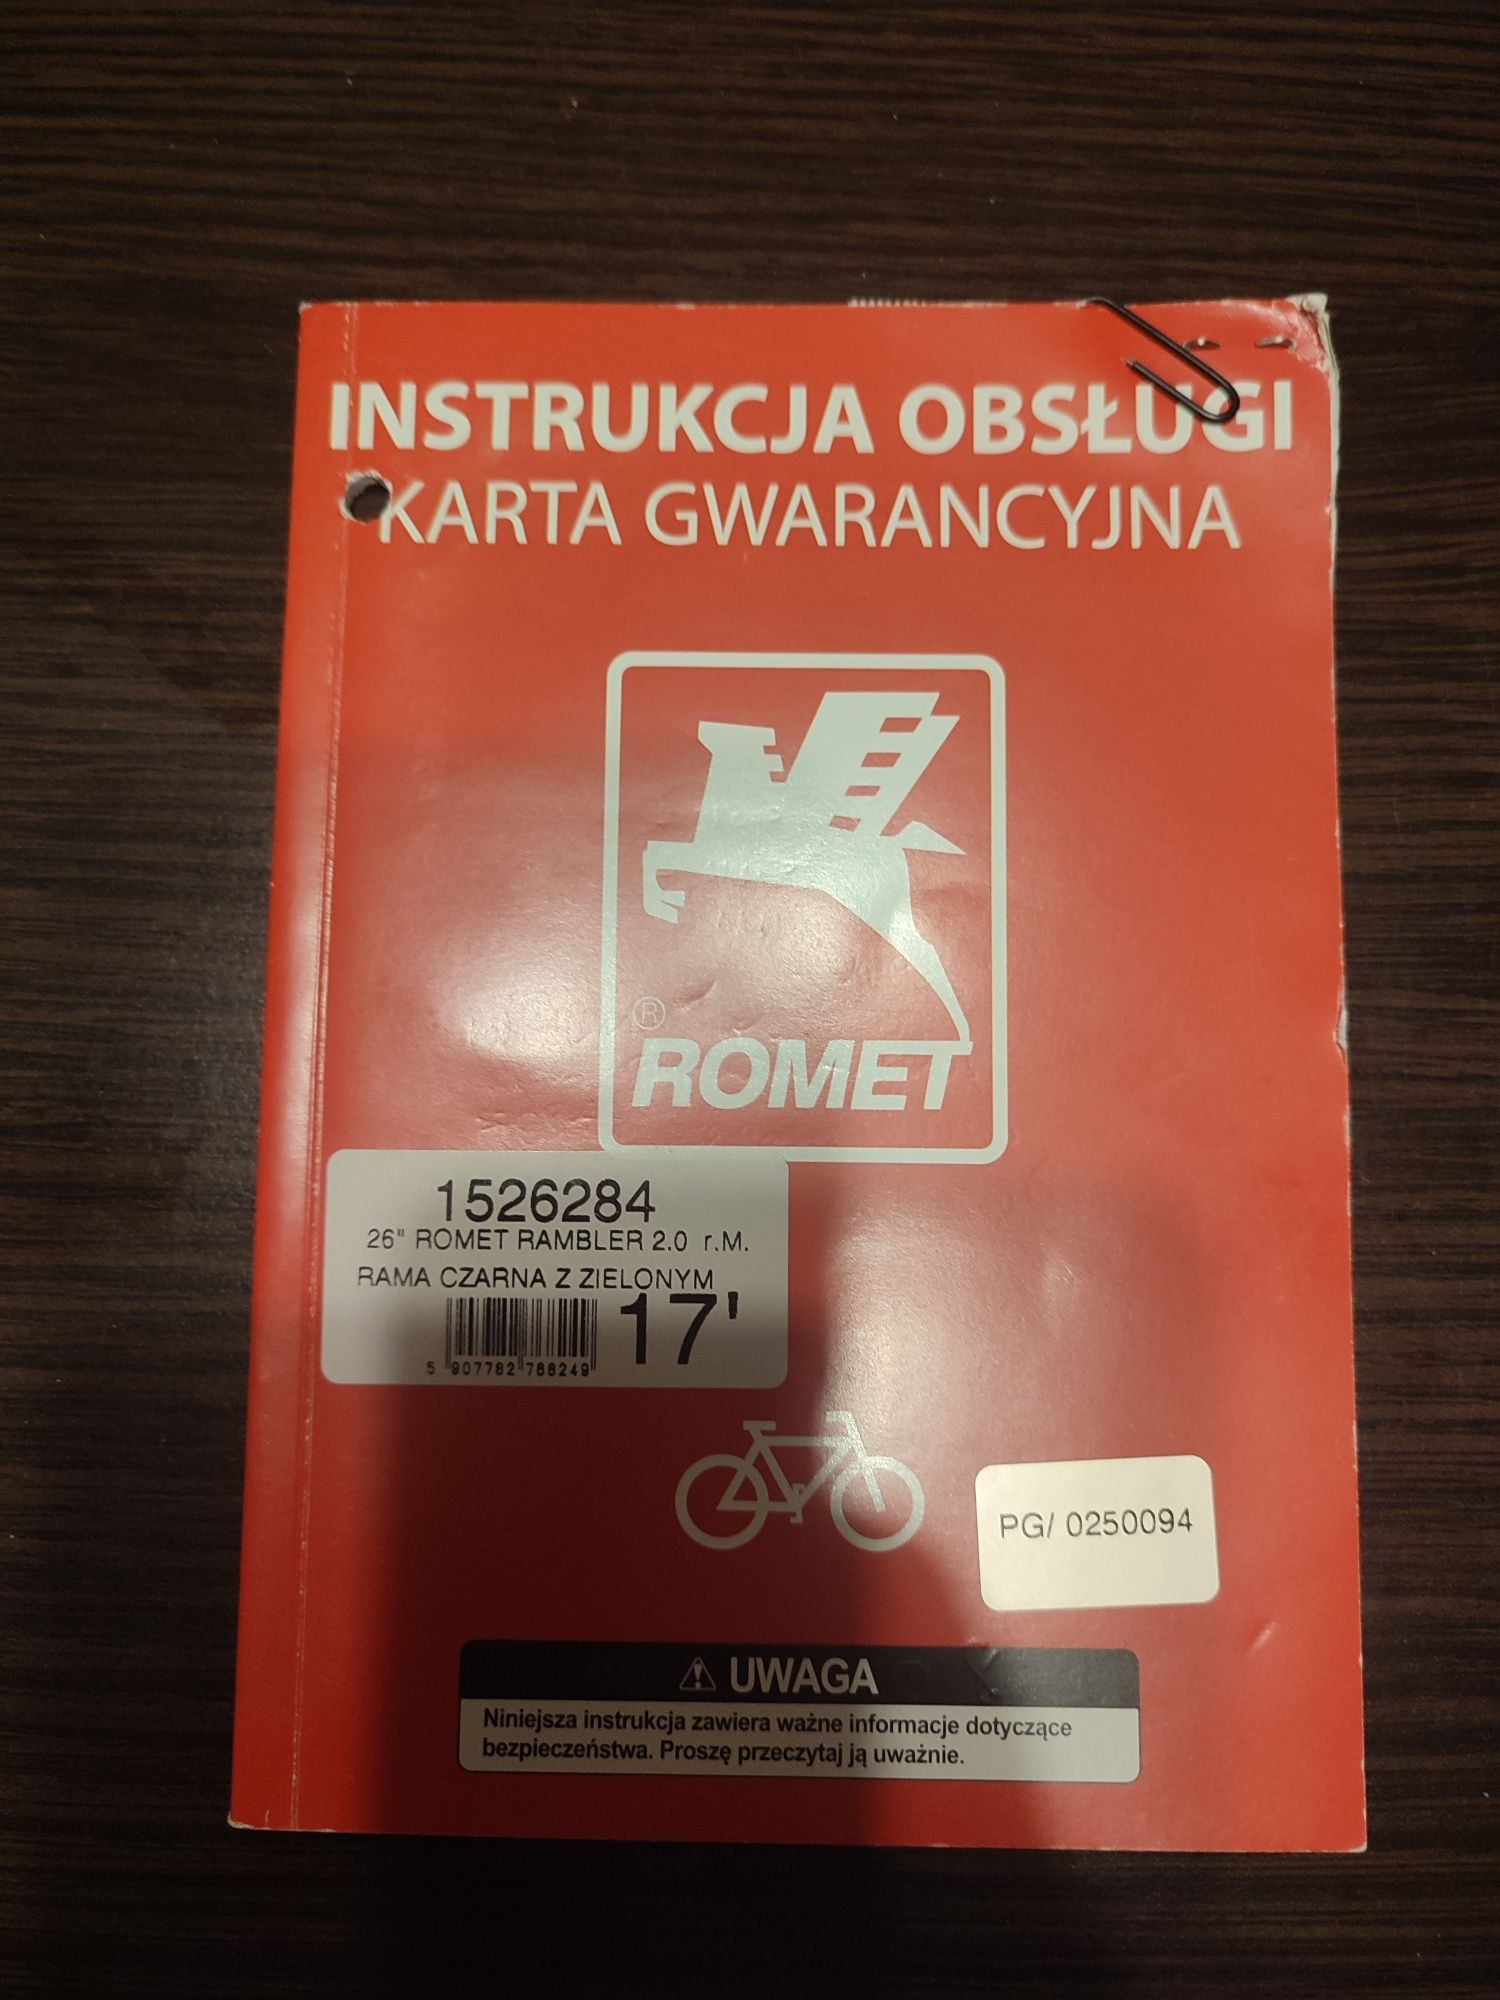 INSTRUKCJA OBSŁUGI
KARTA GWARANCYJNA
®
ROMET
1526284
26" ROMET RAMBLER 2.0 r.M.
RAMA CZARNA Z ZIELONYM
17'
5 907782 768249
PG/ 0250094
UWAGA
Niniejsza instrukcja zawiera ważne informacje dotyczące
bezpieczeństwa. Proszę przeczytaj ją uważnie.